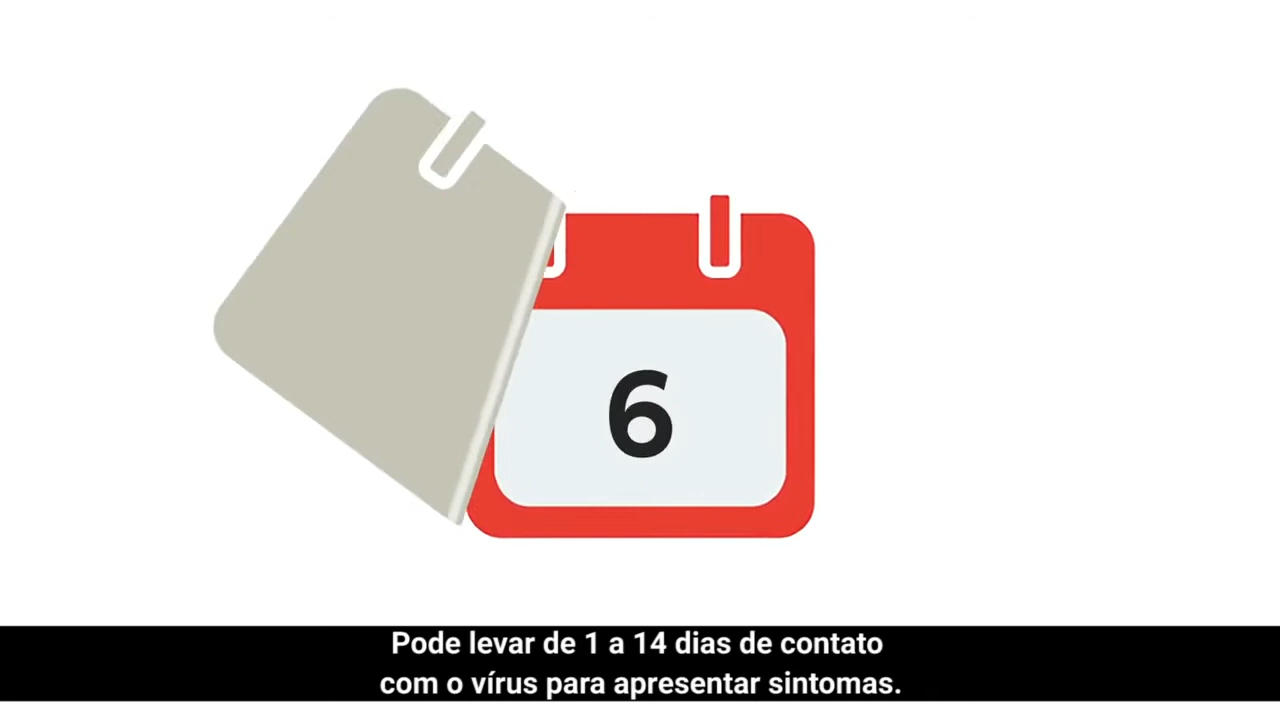 6
Pode levar de 1 a 14 dias de contato
com o vírus para apresentar sintomas.